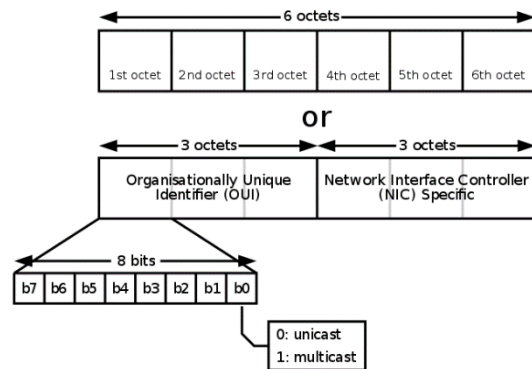 6 octets
1st octet 2nd octet 3rd octet 4th octet 5th octet 6th octet
or
3 octets 3 octets
Organisationally Unique Network Interface Controller
Identifier (OUI) (NIC) Specific
8 bits
b7 b6 b5 b4 b3 b2 b1 b0
0: unicast
1: multicast